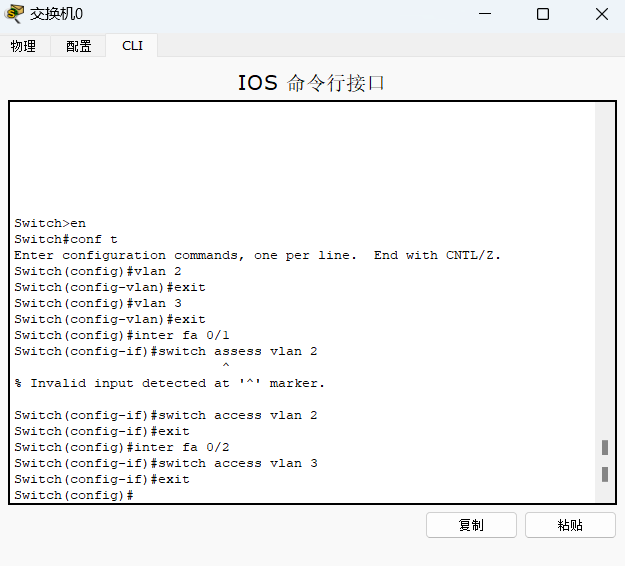 交换机0
物理 配置 CLI
IOS 命令行接口
Switch>en
Switch#conf t
Enter configuration commands, one per line.  End with CNTL/Z.
Switch(config)#vlan 2
Switch(config-vlan)#exit
Switch(config)#vlan 3
Switch(config-vlan)#exit
Switch(config)#inter fa 0/1
Switch(config-if)#switch assess vlan 2
                          ^
% Invalid input detected at '^' marker.
Switch(config-if)#switch access vlan 2
Switch(config-if)#exit
Switch(config)#inter fa 0/2
Switch(config-if)#switch access vlan 3
Switch(config-if)#exit
Switch(config)#
复制 粘贴